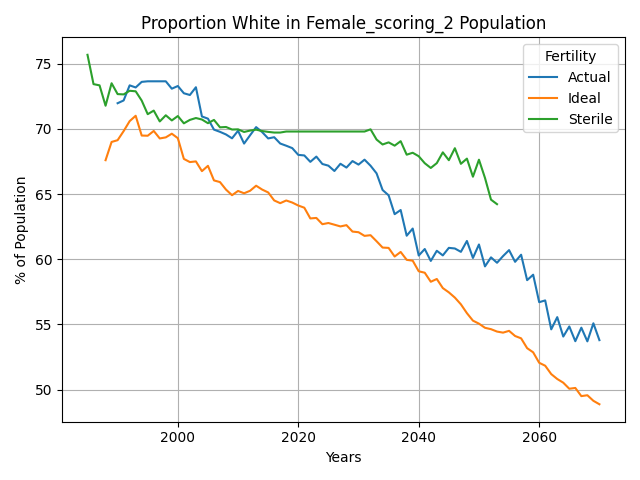 Proportion White in Female_scoring_2 Population
% of Population
75
70
65
60
55
50
Fertility
Actual
Ideal
Sterile
2000
2020
2040
2060
Years